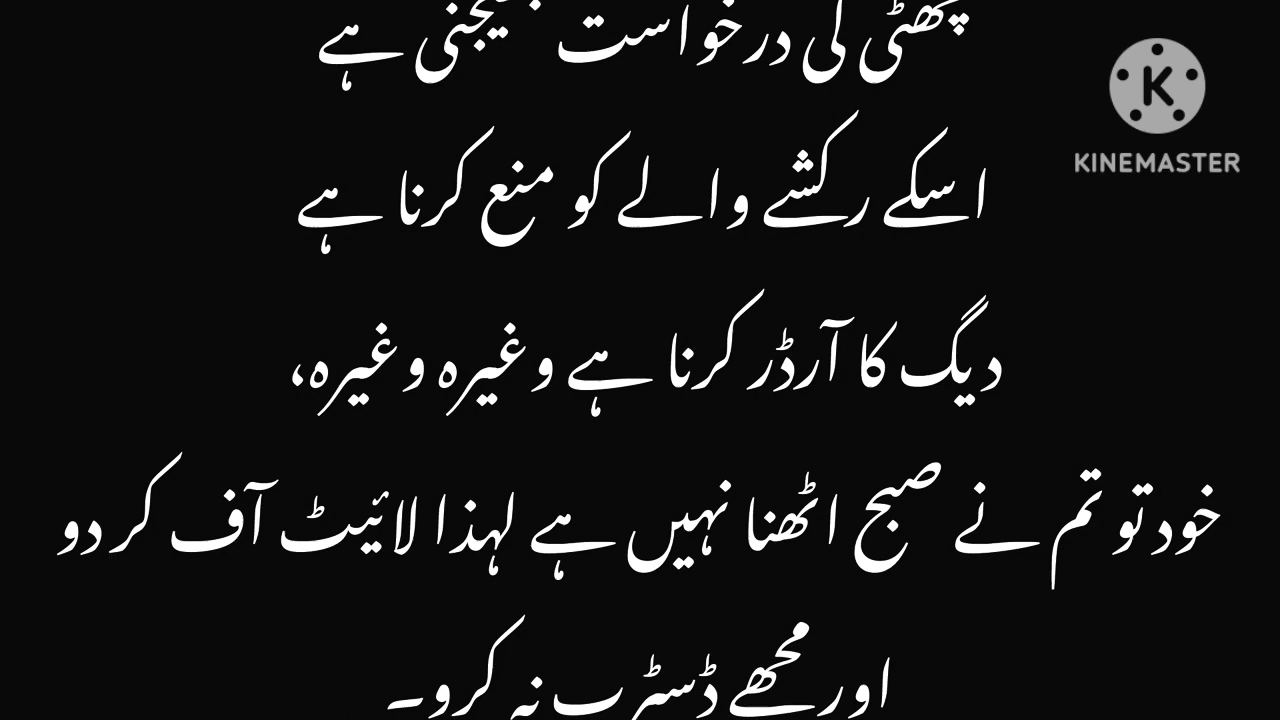 چھٹی کی درخواست بھیجنی ہے
KINEMASTER
اسکے رکشے والے کو منع کرنا ہے
دیگ کا آرڈر کرنا ہے وغیرہ وغیرہ،
خود تو تم نے صبح اٹھنا نہیں ہے لہذا لائیٹ آف کر دو
اور مجھے ڈسٹرب نہ کرو۔